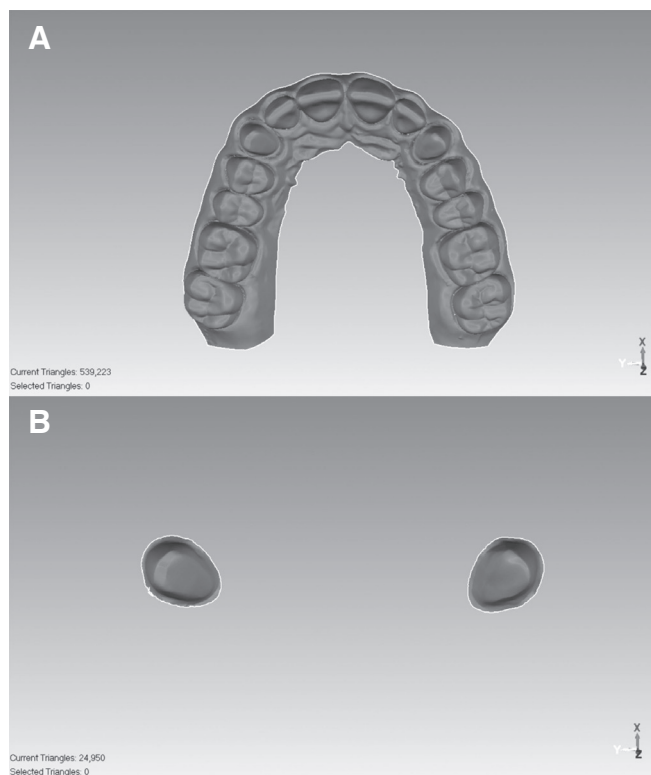 A
Current Triangles: 539,223
Selected Triangles: 0
X
Y
Z
B
Current Triangles: 24,950
Selected Triangles: 0
X
Y
Z